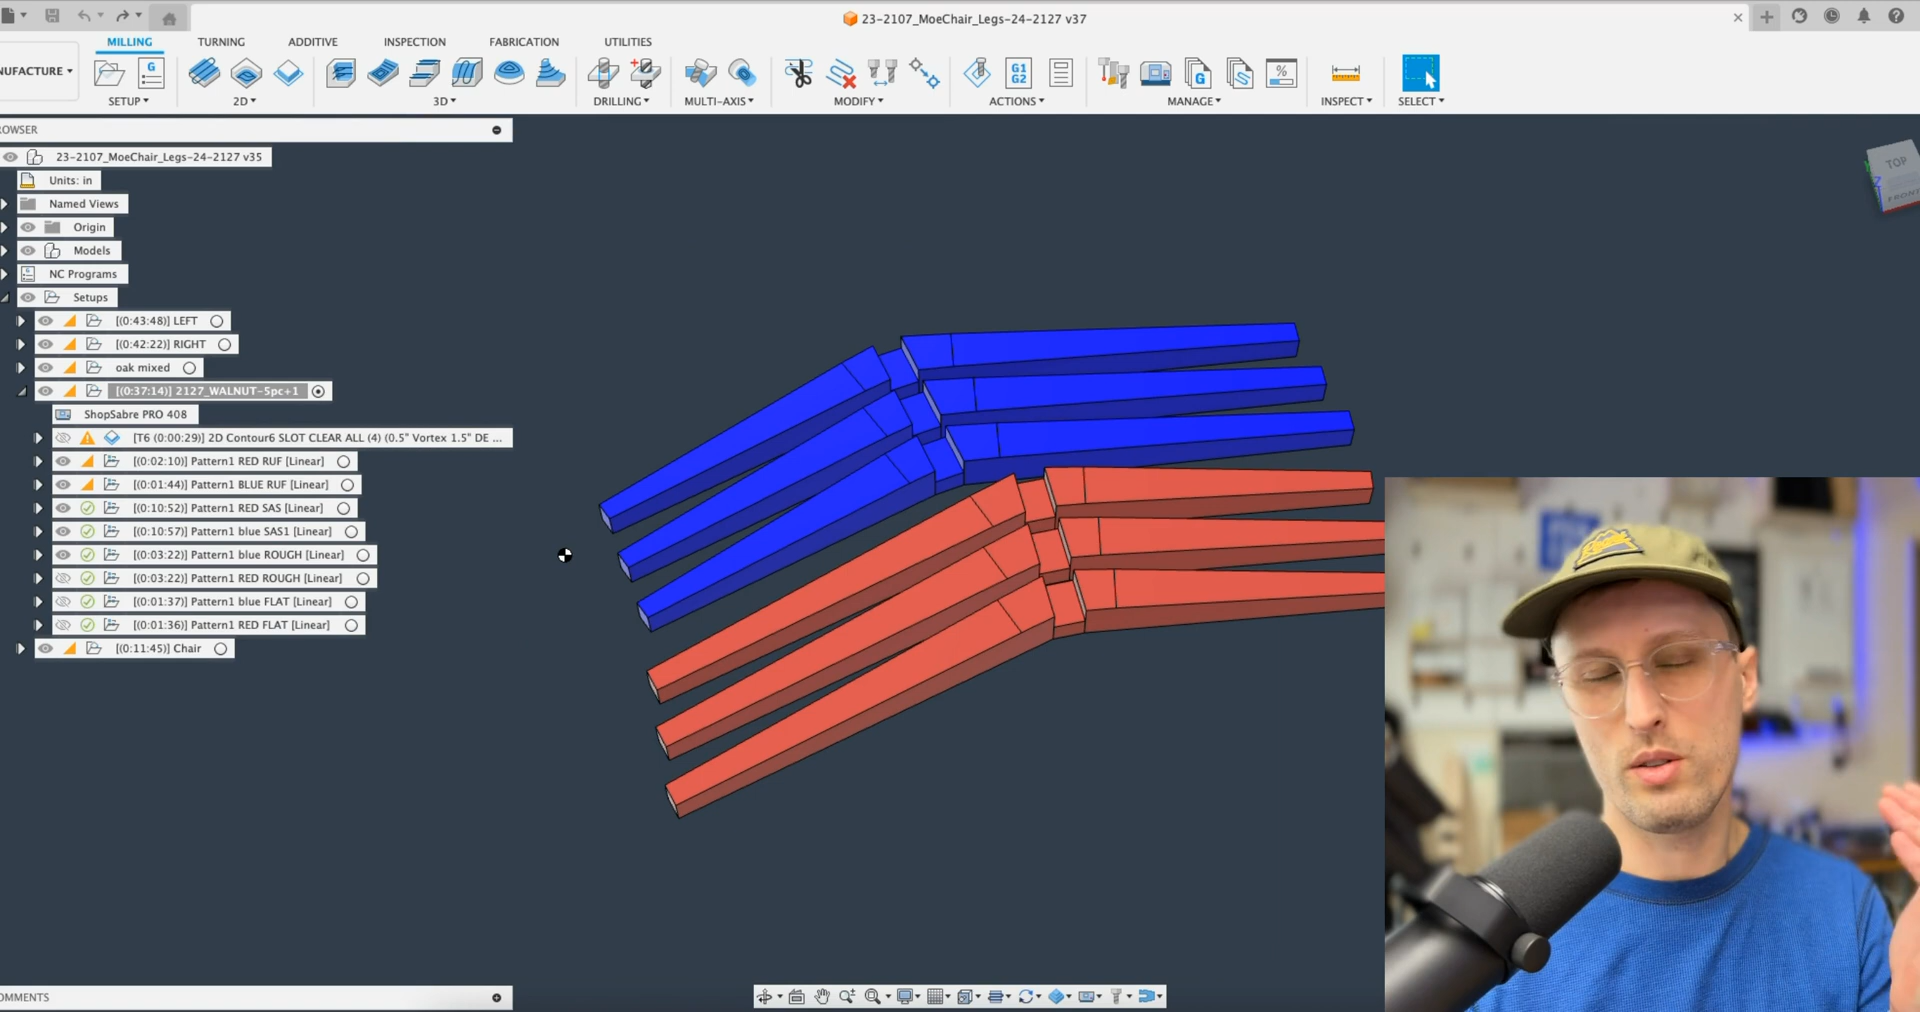 23-2107_MoeChair_Legs-24-2127 v37
MILLING
TURNING
ADDITIVE
INSPECTION
FABRICATION
UTILITIES
NUFACTURE
G
G1
G2
G
%
SETUP
2D
3D
DRILLING
MULTI-AXIS
MODIFY
ACTIONS
MANAGE
INSPECT
SELECT
ROWSER
23-2107_MoeChair_Legs-24-2127 v35
Units: in
Named Views
Origin
Models
NC Programs
Setups
[(0:43:48)] LEFT
[(0:42:22)] RIGHT
oak mixed
[(0:37:14)] 2127_WALNUT-5pc+1
ShopSabre PRO 408
[T6 (0:00:29)] 2D Contour6 SLOT CLEAR ALL (4) (0.5" Vortex 1.5" DE ...
[(0:02:10)] Pattern1 RED RUF [Linear]
[(0:01:44)] Pattern1 BLUE RUF [Linear]
[(0:10:52)] Pattern1 RED SAS [Linear]
[(0:10:57)] Pattern1 blue SAS1 [Linear]
[(0:03:22)] Pattern1 blue ROUGH [Linear]
[(0:03:22)] Pattern1 RED ROUGH [Linear]
[(0:01:37)] Pattern1 blue FLAT [Linear]
[(0:01:36)] Pattern1 RED FLAT [Linear]
[(0:11:45)] Chair
TOP
FRONT
Z
OMMENTS